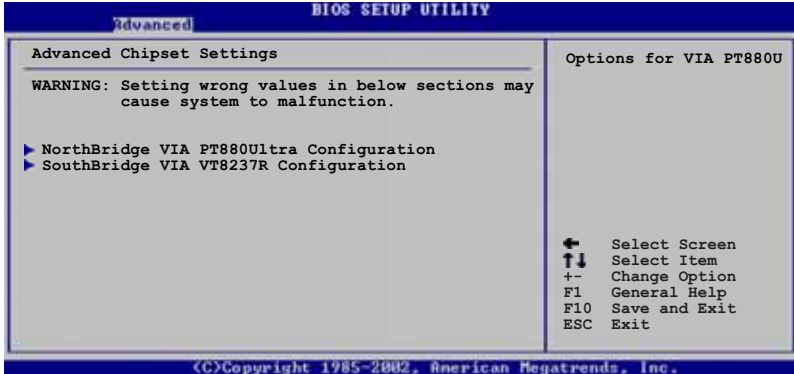 BIOS SETUP UTILITY
Advanced
Advanced Chipset Settings
WARNING: Setting wrong values in below sections may
cause system to malfunction.
NorthBridge VIA PT880Ultra Configuration
SouthBridge VIA VT8237R Configuration
Options for VIA PT880U
← Select Screen
↑↓ Select Item
+- Change Option
F1 General Help
F10 Save and Exit
ESC Exit
(C)Copyright 1985-2002, American Megatrends, Inc.